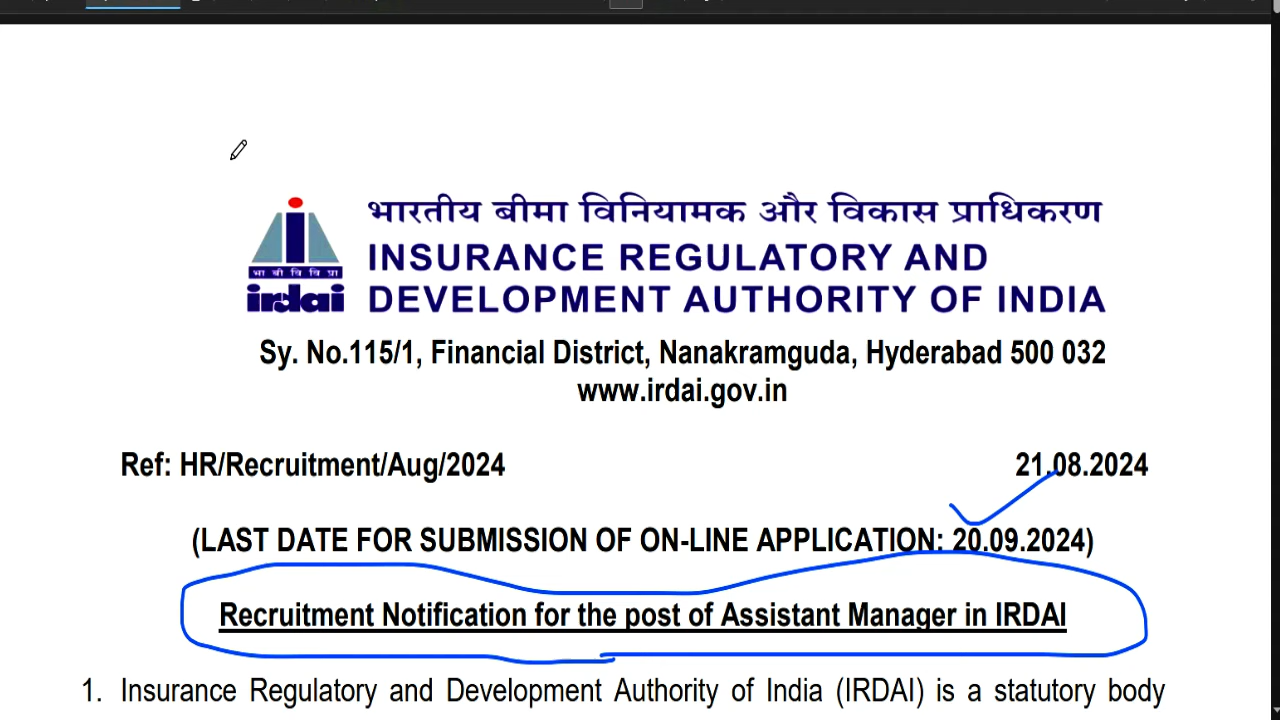 भारतीय बीमा विनियामक और विकास प्राधिकरण
INSURANCE REGULATORY AND
DEVELOPMENT AUTHORITY OF INDIA
भा बी वि वि प्रा
irdai
Sy. No.115/1, Financial District, Nanakramguda, Hyderabad 500 032
www.irdai.gov.in
Ref: HR/Recruitment/Aug/2024 21.08.2024
(LAST DATE FOR SUBMISSION OF ON-LINE APPLICATION: 20.09.2024)
Recruitment Notification for the post of Assistant Manager in IRDAI
1. Insurance Regulatory and Development Authority of India (IRDAI) is a statutory body